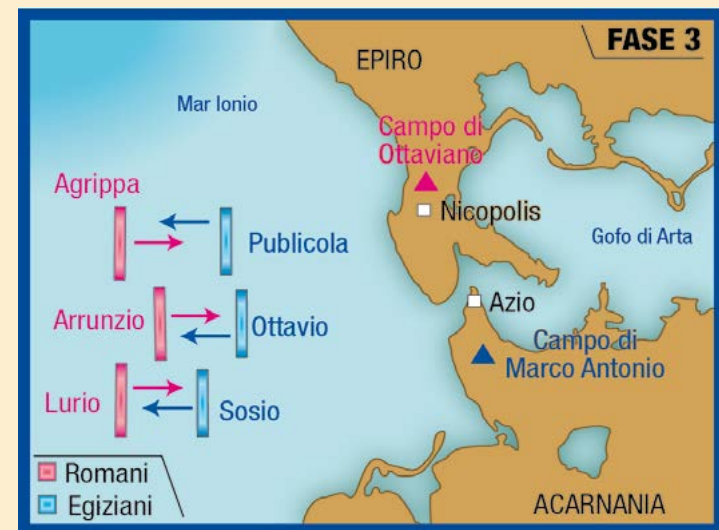 FASE 3
EPIRO
Mar Ionio
Campo di
Ottaviano
Agrippa
Nicopolis
Publicola
Gofo di Arta
Azio
Arrunzio
Ottavio
Campo di
Marco Antonio
Lurio
Sosio
Romani
Egiziani
ACARNANIA